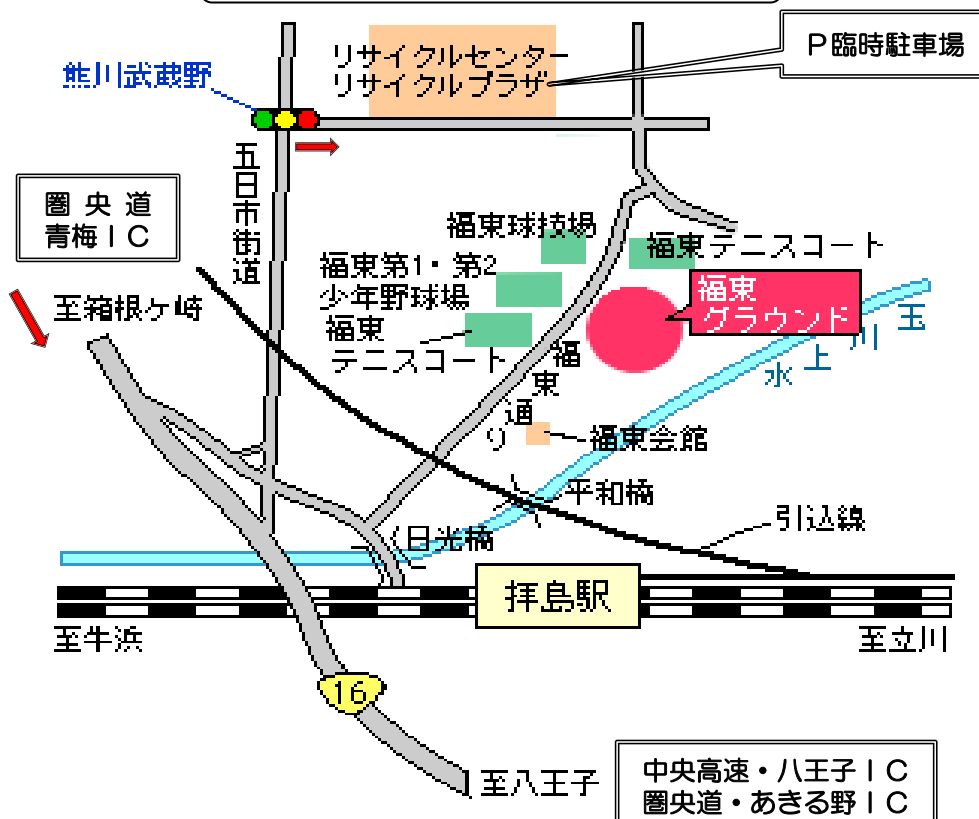 P臨時駐車場
リサイクルセンター
リサイクルプラザ
熊川武蔵野
五日市街道
圏央道
青梅IC
福東球技場
福東テニスコート
福東第1・第2
少年野球場
福東
グラウンド
至箱根ヶ崎
福東
テニスコート
玉川上水
福東通り
福東会館
平和橋
引込線
日光橋
拝島駅
至牛浜
至立川
16
至八王子
中央高速・八王子IC
圏央道・あきる野IC